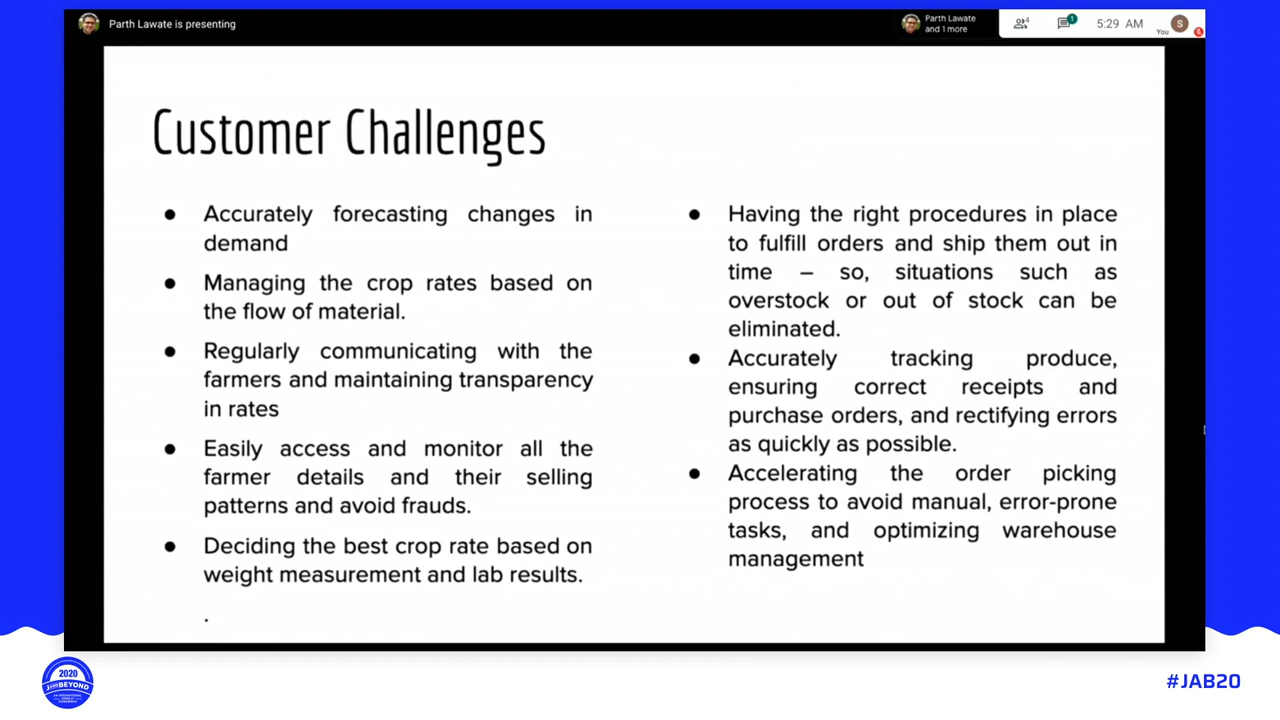 Parth Lawate is presenting
Parth Lawate
and 1 more
4
1
5:29 AM
You
S
Customer Challenges
● Accurately forecasting changes in
demand
● Managing the crop rates based on
the flow of material.
● Regularly communicating with the
farmers and maintaining transparency
in rates
● Easily access and monitor all the
farmer details and their selling
patterns and avoid frauds.
● Deciding the best crop rate based on
weight measurement and lab results.
.
● Having the right procedures in place
to fulfill orders and ship them out in
time – so, situations such as
overstock or out of stock can be
eliminated.
● Accurately tracking produce,
ensuring correct receipts and
purchase orders, and rectifying errors
as quickly as possible.
● Accelerating the order picking
process to avoid manual, error-prone
tasks, and optimizing warehouse
management
2020
JANDBEYOND
#JAB20